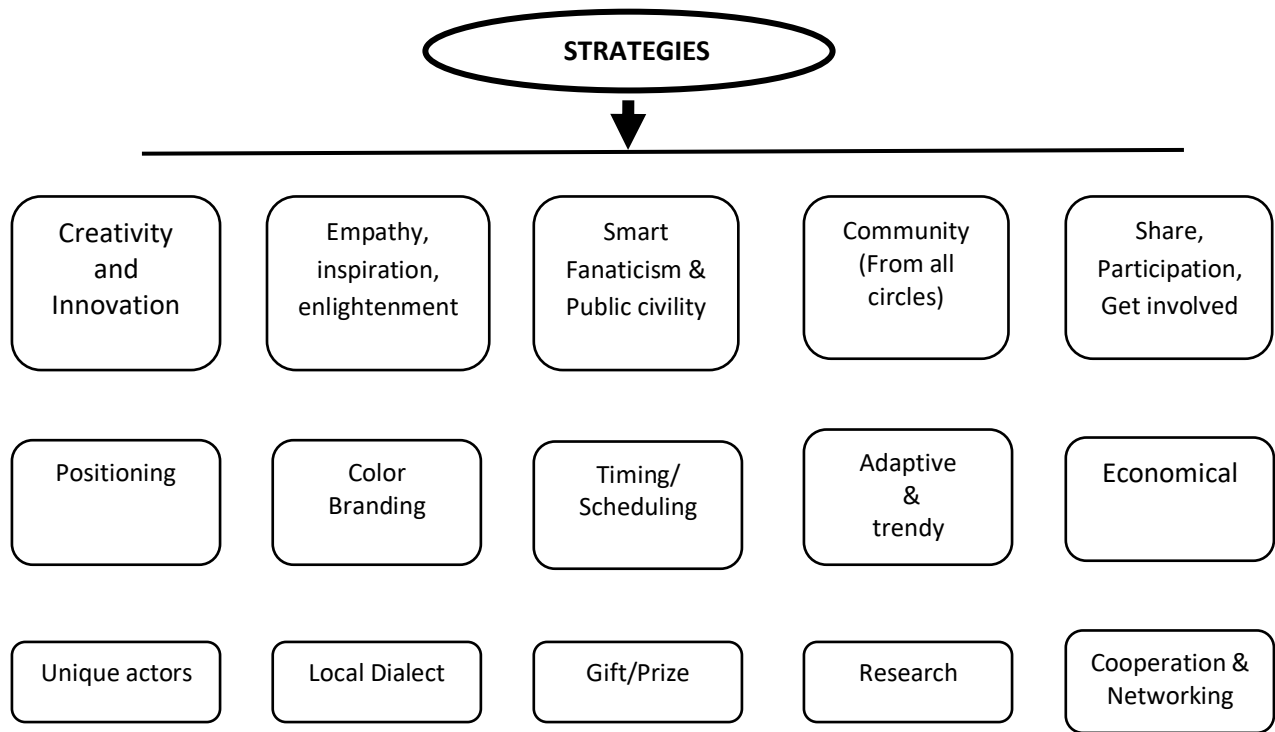 STRATEGIES
Creativity
and
Innovation
Empathy,
inspiration,
enlightenment
Smart
Fanaticism &
Public civility
Community
(From all
circles)
Share,
Participation,
Get involved
Positioning
Color
Branding
Timing/
Scheduling
Adaptive
&
trendy
Economical
Unique actors
Local Dialect
Gift/Prize
Research
Cooperation &
Networking